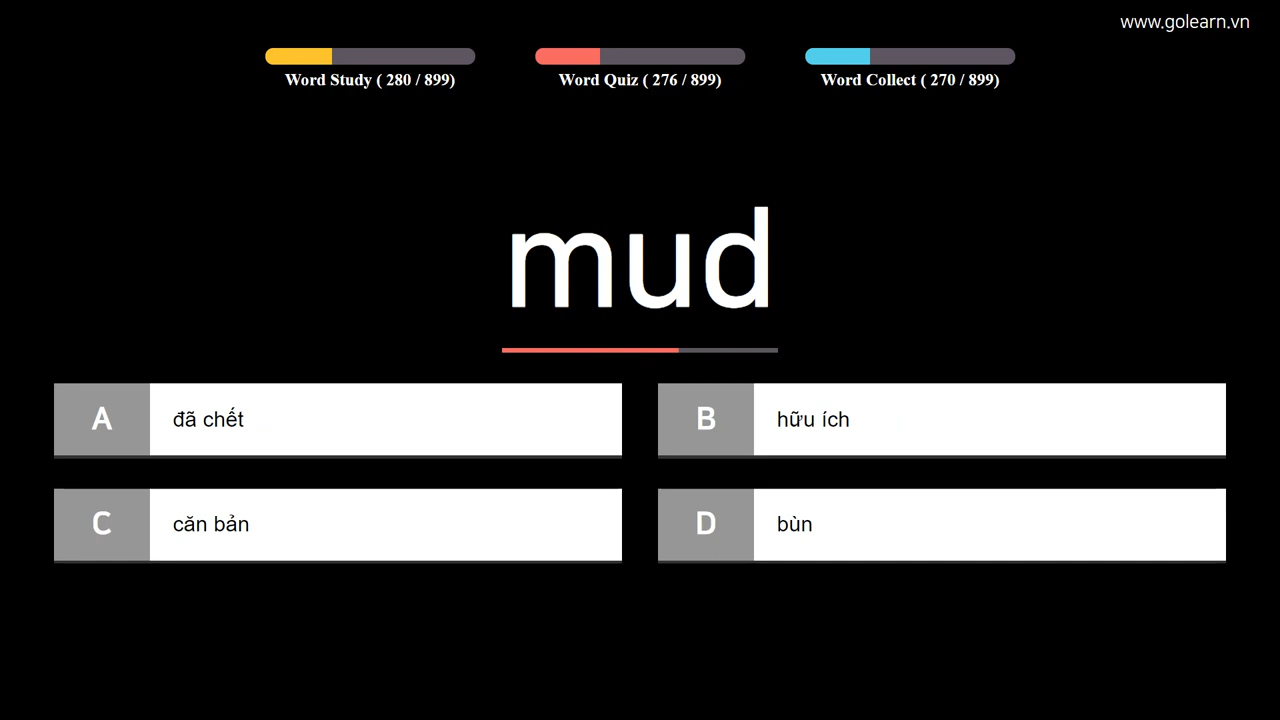 www.golearn.vn
Word Study ( 280 / 899)
Word Quiz ( 276 / 899)
Word Collect ( 270 / 899)
mud
A đã chết
B hữu ích
C căn bản
D bùn